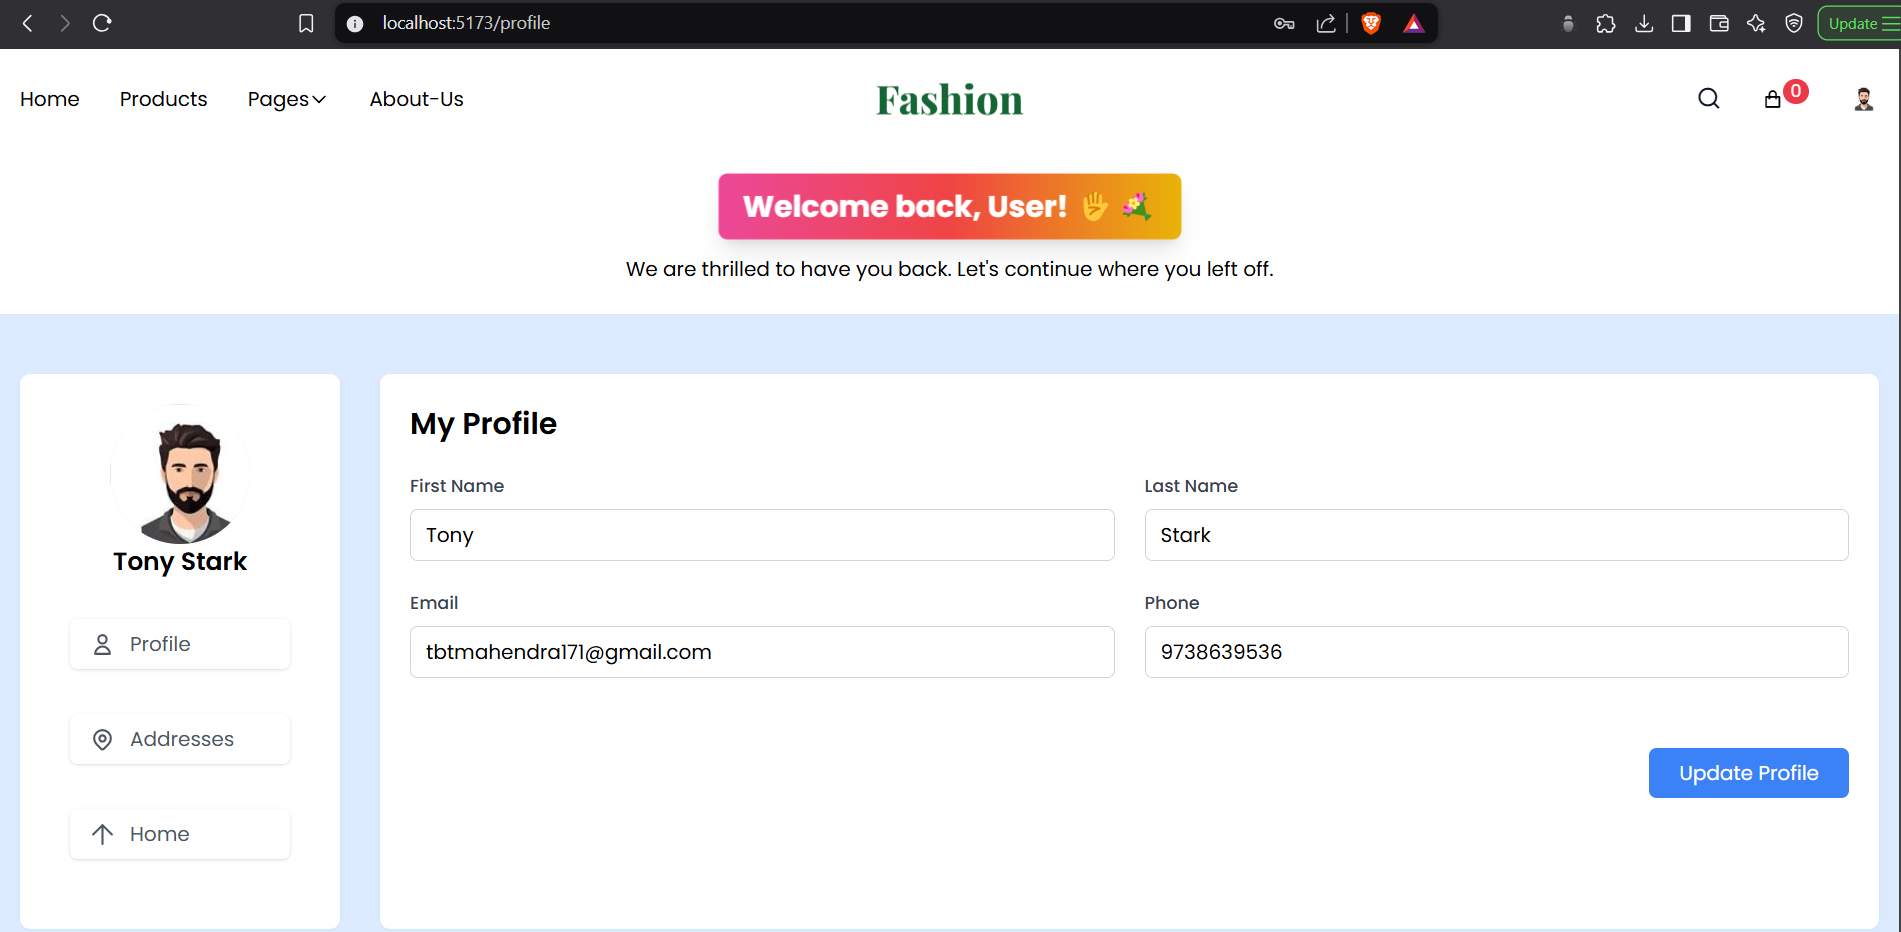 localhost:5173/profile
Update
Home Products Pages About-Us Fashion 0
Welcome back, User! 🖐 💐
We are thrilled to have you back. Let's continue where you left off.
Tony Stark
Profile
Addresses
Home
My Profile
First Name Last Name
Tony Stark
Email Phone
tbtmahendra171@gmail.com 9738639536
Update Profile